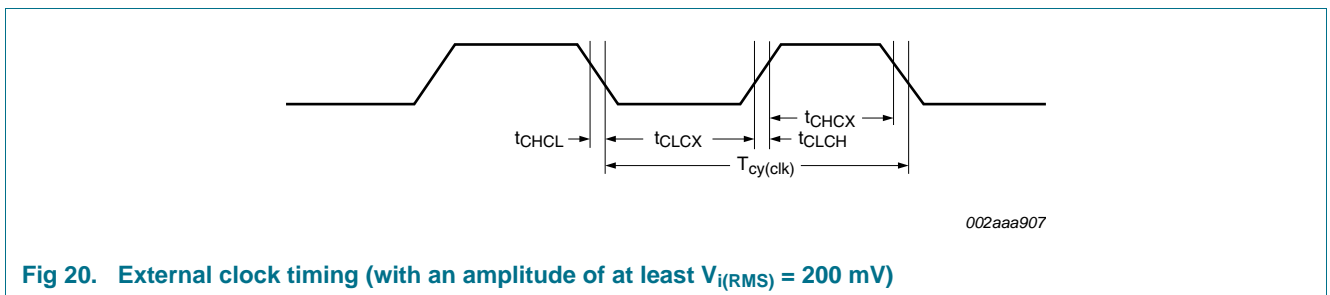 tCHCX
tCHCL
tCLCX
tCLCH
Tcy(clk)
002aaa907
Fig 20. External clock timing (with an amplitude of at least Vi(RMS) = 200 mV)